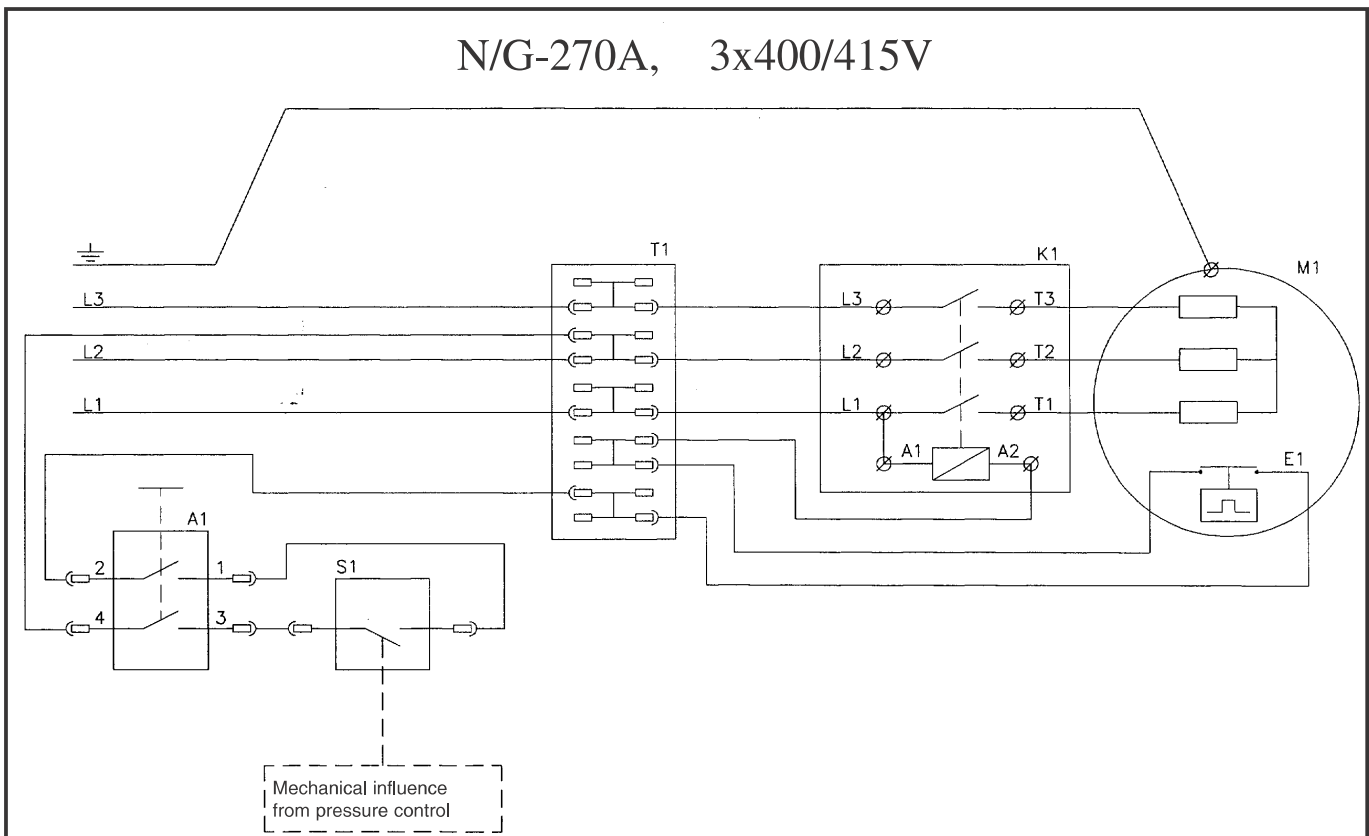 N/G-270A, 3x400/415V
T1
K1
M1
L3
L3
T3
L2
L2
T2
L1
L1
T1
A1
A2
E1
A1
S1
2
1
4
3
Mechanical influence
from pressure control